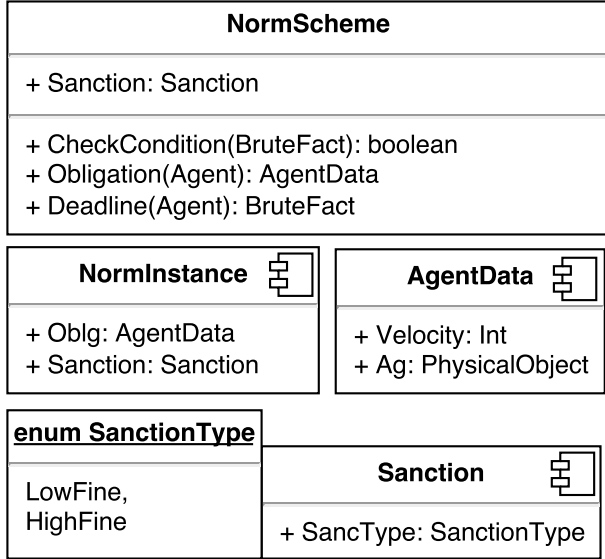 NormScheme
+ Sanction: Sanction
+ CheckCondition(BruteFact): boolean
+ Obligation(Agent): AgentData
+ Deadline(Agent): BruteFact
NormInstance
+ Oblg: AgentData
+ Sanction: Sanction
AgentData
+ Velocity: Int
+ Ag: PhysicalObject
enum SanctionType
LowFine,
HighFine
Sanction
+ SancType: SanctionType